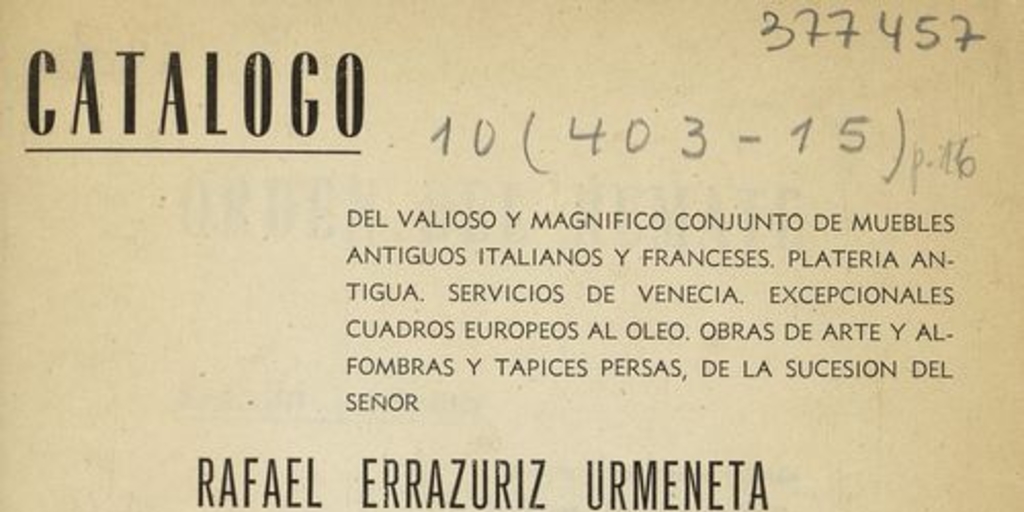 377457
CATALOGO
10(403-15)p.16
DEL VALIOSO Y MAGNIFICO CONJUNTO DE MUEBLES
ANTIGUOS ITALIANOS Y FRANCESES. PLATERIA AN-
TIGUA. SERVICIOS DE VENECIA. EXCEPCIONALES
CUADROS EUROPEOS AL OLEO. OBRAS DE ARTE Y AL-
FOMBRAS Y TAPICES PERSAS, DE LA SUCESION DEL
SEÑOR
RAFAEL ERRAZURIZ URMENETA